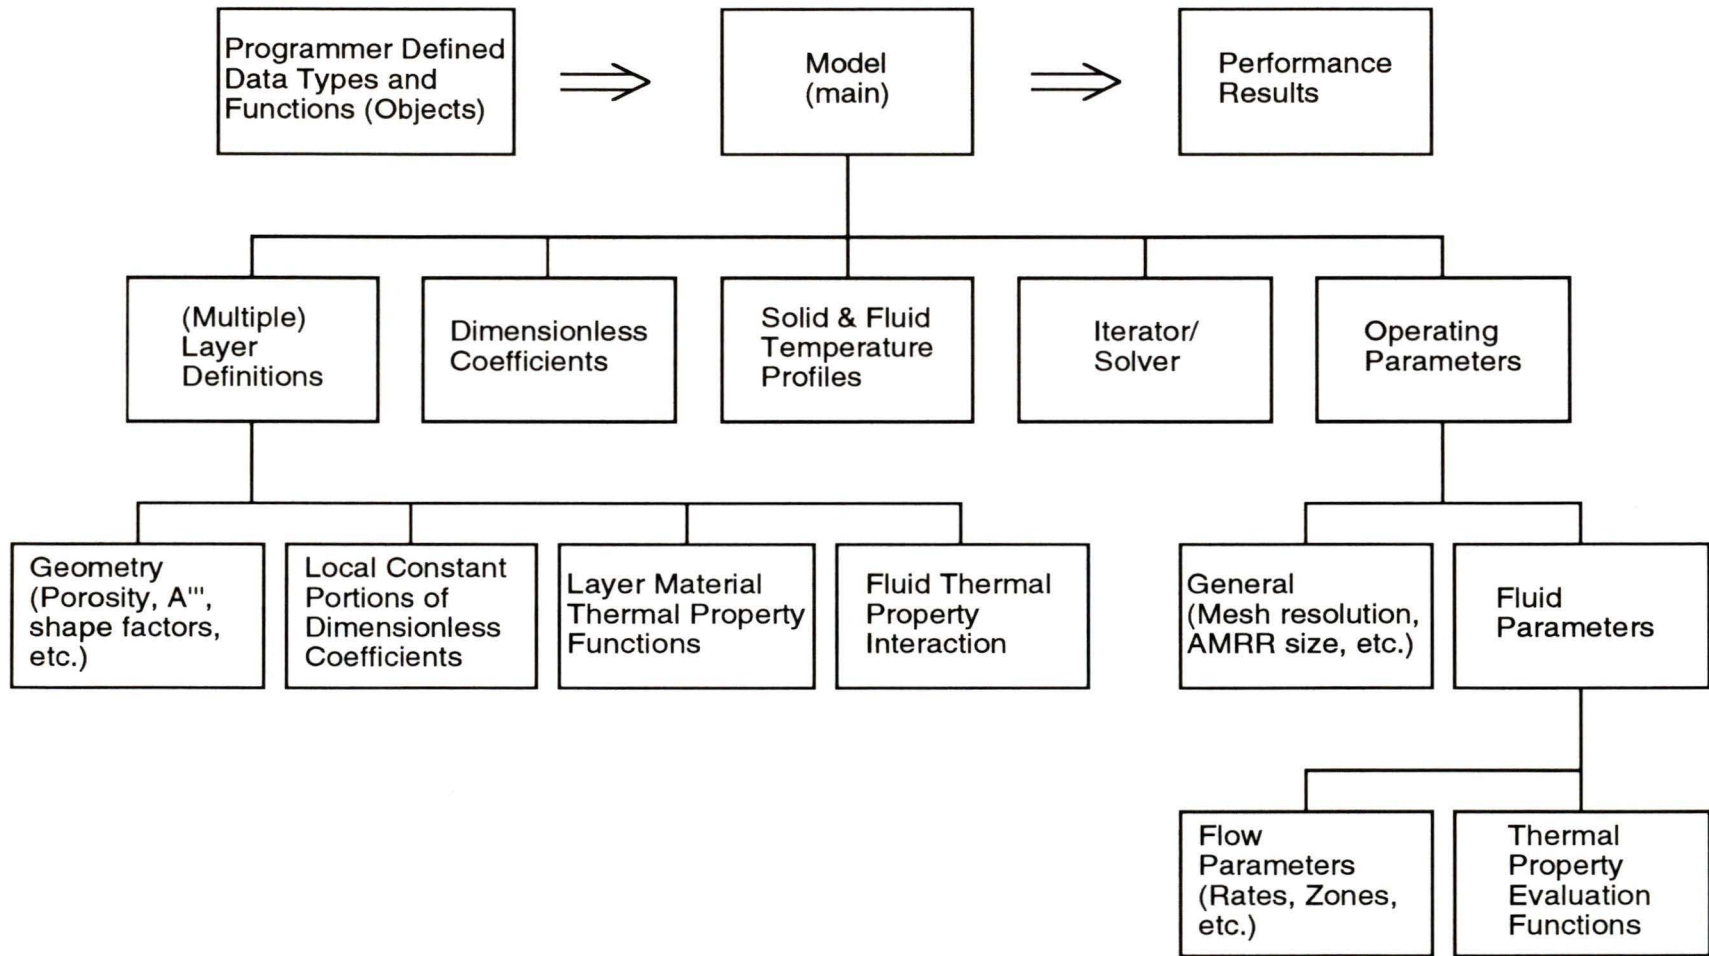 Programmer Defined
Data Types and
Functions (Objects)
Model
(main)
Performance
Results
(Multiple)
Layer
Definitions
Dimensionless
Coefficients
Solid & Fluid
Temperature
Profiles
Iterator/
Solver
Operating
Parameters
Geometry
(Porosity, A''',
shape factors,
etc.)
Local Constant
Portions of
Dimensionless
Coefficients
Layer Material
Thermal Property
Functions
Fluid Thermal
Property
Interaction
General
(Mesh resolution,
AMRR size, etc.)
Fluid
Parameters
Flow
Parameters
(Rates, Zones,
etc.)
Thermal
Property
Evaluation
Functions